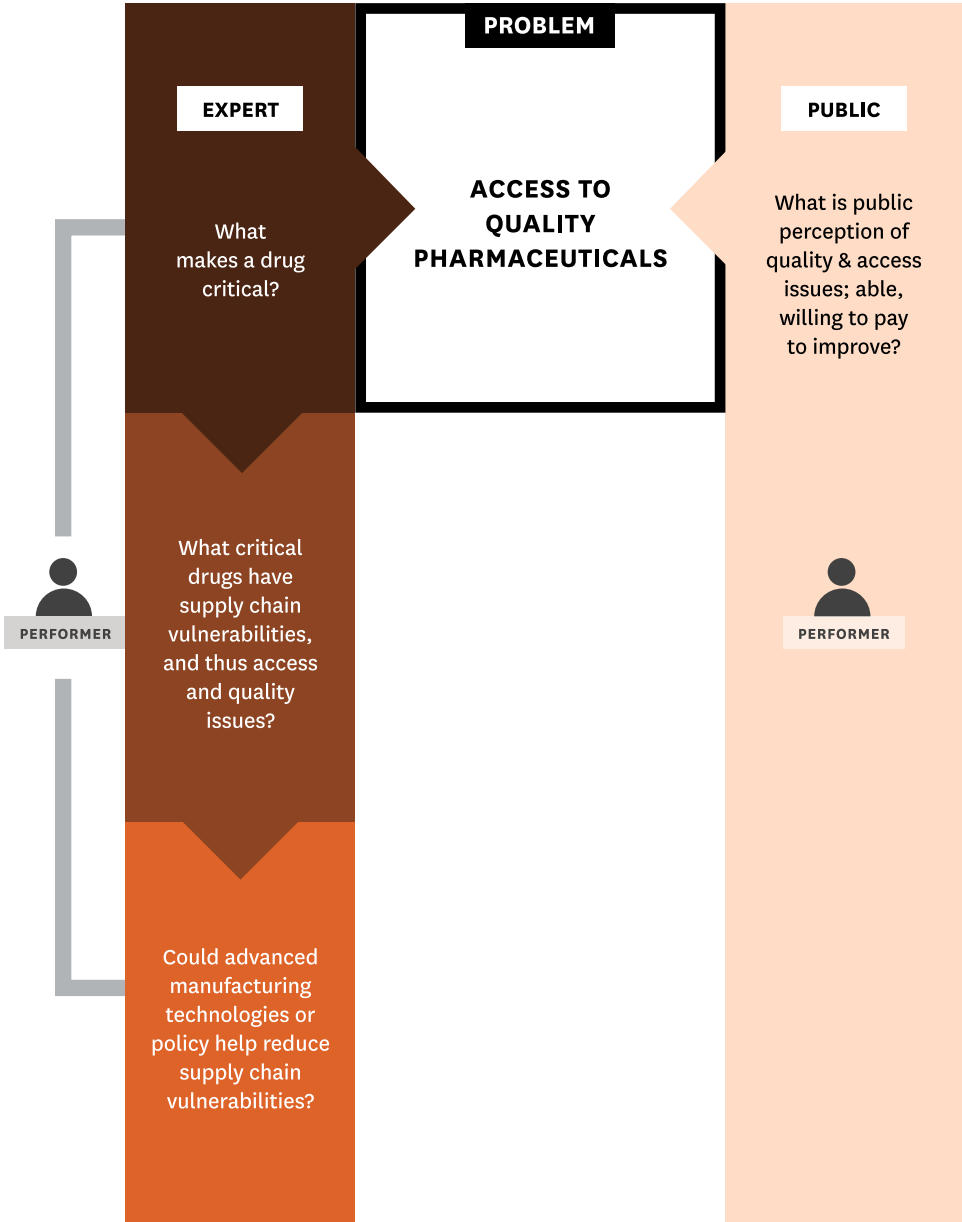 PROBLEM
EXPERT
What
makes a drug
critical?
ACCESS TO
QUALITY
PHARMACEUTICALS
PUBLIC
What is public
perception of
quality & access
issues; able,
willing to pay
to improve?
PERFORMER
What critical
drugs have
supply chain
vulnerabilities,
and thus access
and quality
issues?
PERFORMER
Could advanced
manufacturing
technologies or
policy help reduce
supply chain
vulnerabilities?